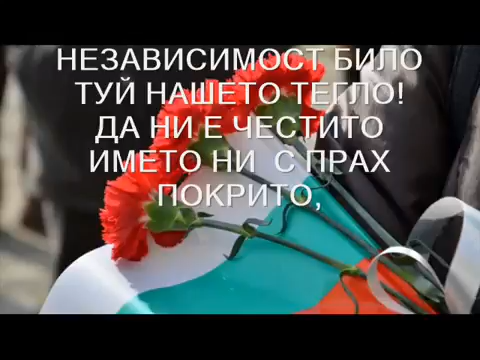 НЕЗАВИСИМОСТ БИЛО
ТУЙ НАШЕТО ТЕГЛО!
ДА НИ Е ЧЕСТИТО
ИМЕТО НИ С ПРАХ
ПОКРИТО,